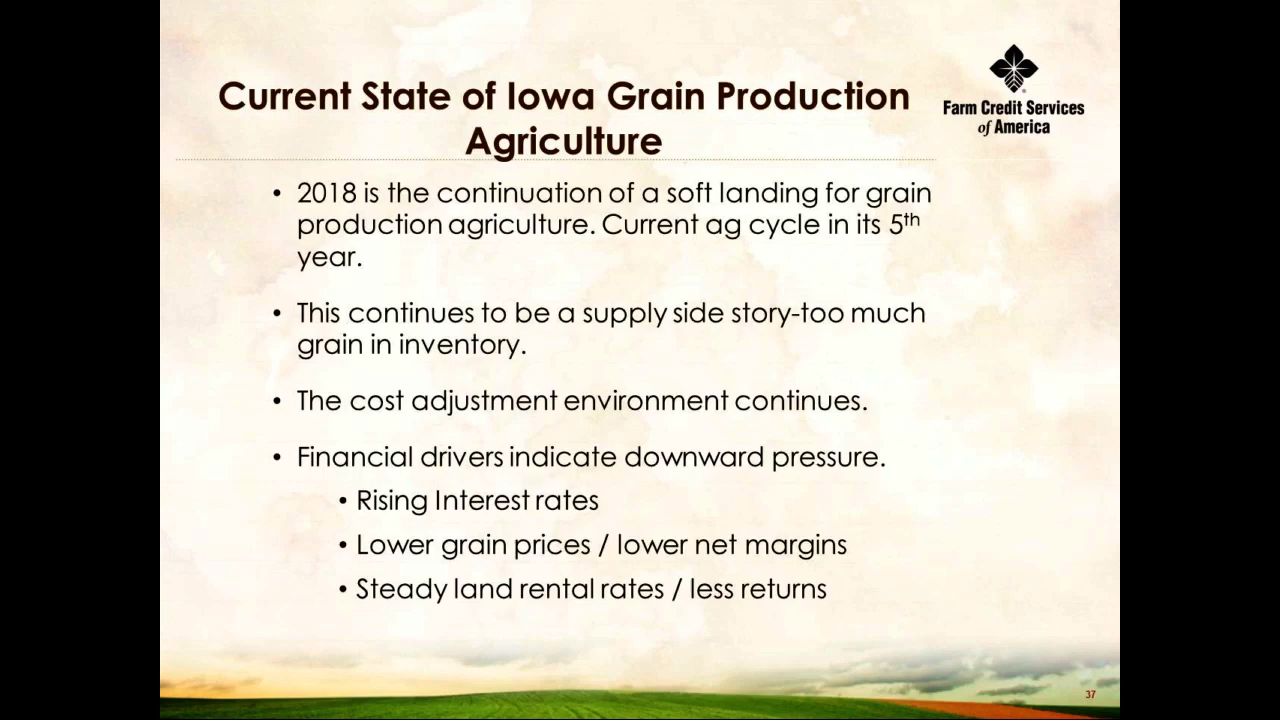 Current State of Iowa Grain Production
Agriculture
Farm Credit Services
of America
• 2018 is the continuation of a soft landing for grain
production agriculture. Current ag cycle in its 5th
year.
• This continues to be a supply side story-too much
grain in inventory.
• The cost adjustment environment continues.
• Financial drivers indicate downward pressure.
• Rising Interest rates
• Lower grain prices / lower net margins
• Steady land rental rates / less returns
37